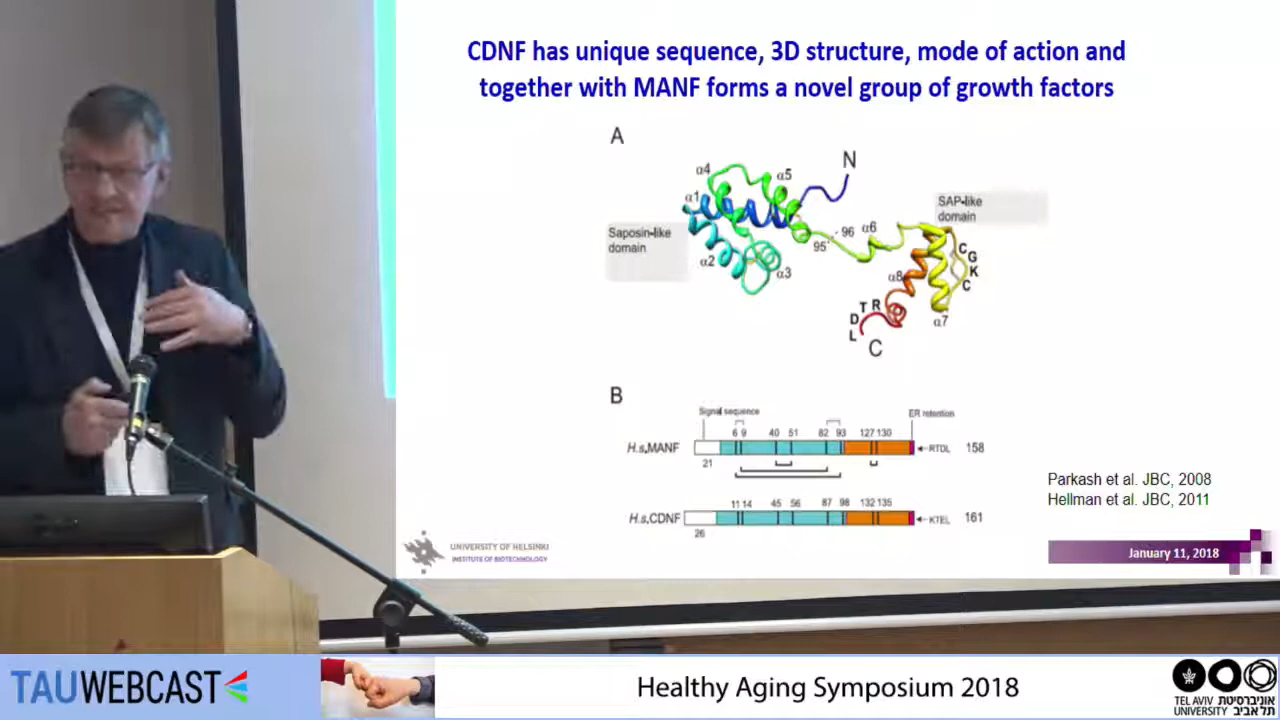 CDNF has unique sequence, 3D structure, mode of action and
together with MANF forms a novel group of growth factors
A
N
α4
α5
α1
SAP-like
domain
Saposin-like
domain
95
96
α6
α2
α3
C
G
K
C
α8
R
T
D
L
α7
C
B
Signal sequence
ER retention
6 9 40 51 82 93 127 130
H.s.MANF
RTDL
158
21
11 14 45 56 87 98 132 135
H.s.CDNF
KTEL
161
26
Parkash et al. JBC, 2008
Hellman et al. JBC, 2011
UNIVERSITY OF HELSINKI
INSTITUTE OF BIOTECHNOLOGY
January 11, 2018
TAUWEBCAST
Healthy Aging Symposium 2018
TEL AVIV אוניברסיטת
UNIVERSITY תל אביב